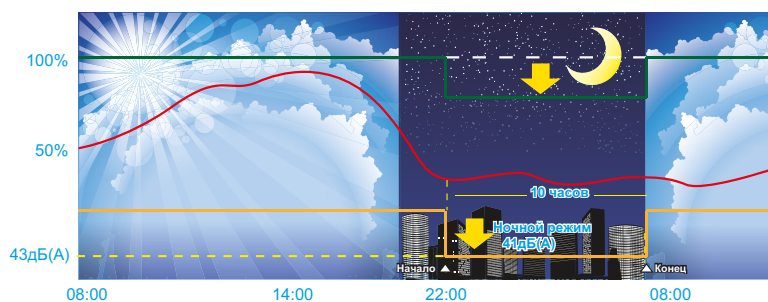 100%
50%
10 часов
Ночной режим
41дБ(А)
43дБ(А)
Начало
Конец
08:00
14:00
22:00
08:00